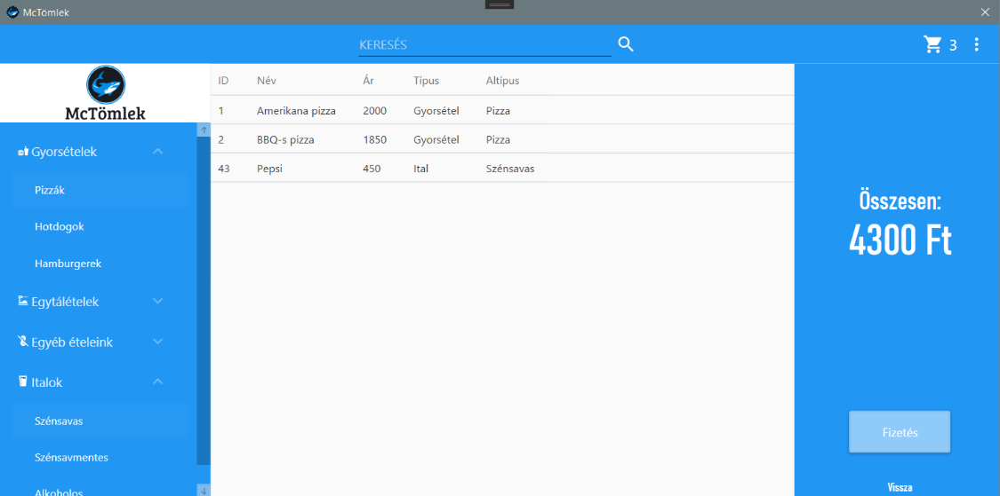 McTömlek
KERESÉS
3
McTömlek
Gyorsételek
Pizzák
Hotdogok
Hamburgerek
Egytálételek
Egyéb ételeink
Italok
Szénsavas
Szénsavmentes
Alkoholos
ID Név Ár Típus Altípus
1 Amerikana pizza 2000 Gyorsétel Pizza
2 BBQ-s pizza 1850 Gyorsétel Pizza
43 Pepsi 450 Ital Szénsavas
Összesen:
4300 Ft
Fizetés
Vissza